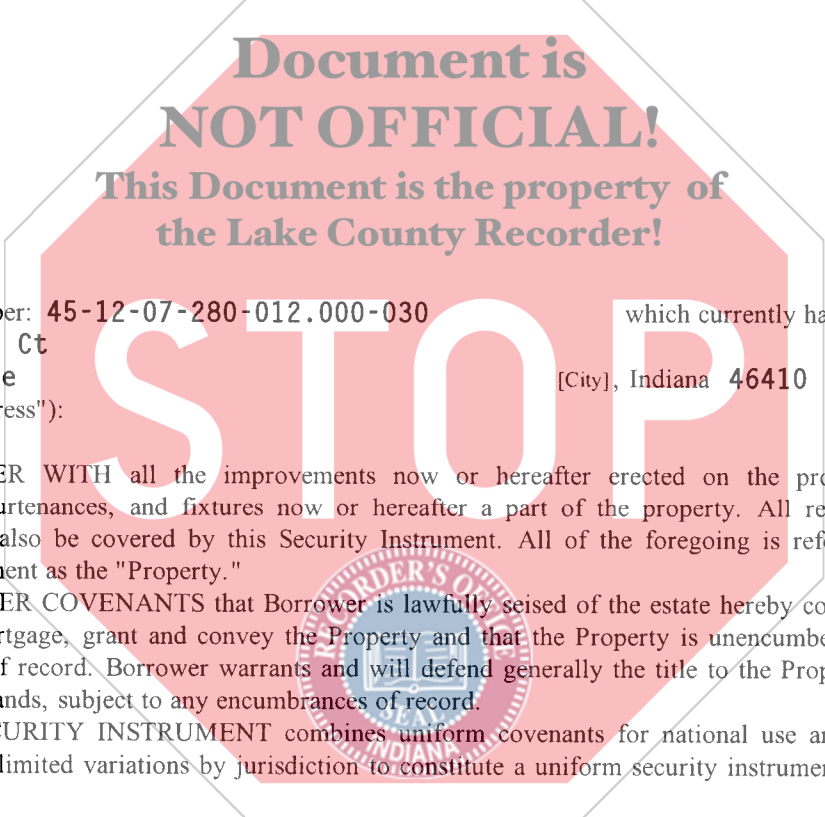 Document is
NOT OFFICIAL!
This Document is the property of
the Lake County Recorder!
STOP
ber: 45-12-07-280-012.000-030 which currently ha
Ct
e [City], Indiana 46410
ress"):
ER WITH all the improvements now or hereafter erected on the pro
urtenances, and fixtures now or hereafter a part of the property. All re
also be covered by this Security Instrument. All of the foregoing is refe
nent as the "Property."
ER COVENANTS that Borrower is lawfully seised of the estate hereby co
rtgage, grant and convey the Property and that the Property is unencumbe
f record. Borrower warrants and will defend generally the title to the Prop
ands, subject to any encumbrances of record.
CURITY INSTRUMENT combines uniform covenants for national use an
limited variations by jurisdiction to constitute a uniform security instrumen
RECORDER'S OFFICE
SEAL
INDIANA